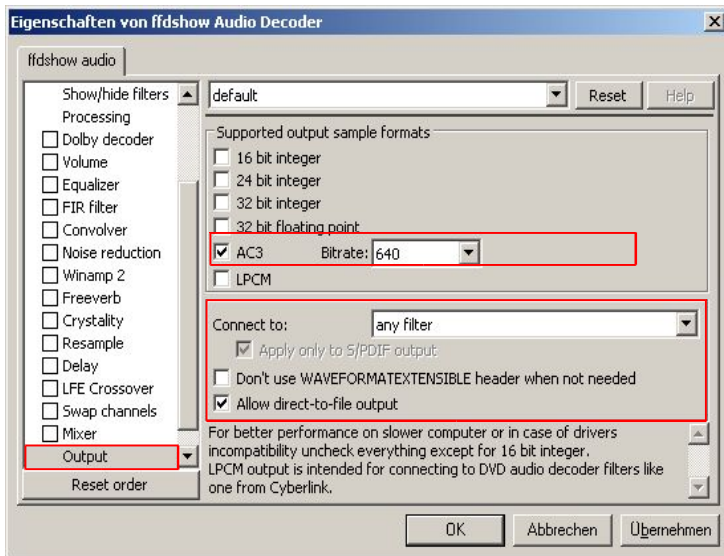 Eigenschaften von ffdshow Audio Decoder
ffdshow audio
Show/hide filters
Processing
Dolby decoder
Volume
Equalizer
FIR filter
Convolver
Noise reduction
Winamp 2
Freeverb
Crystality
Resample
Delay
LFE Crossover
Swap channels
Mixer
Output
Reset order
default
Reset
Help
Supported output sample formats
16 bit integer
24 bit integer
32 bit integer
32 bit floating point
AC3 Bitrate: 640
LPCM
Connect to: any filter
Apply only to S/PDIF output
Don't use WAVEFORMATEXTENSIBLE header when not needed
Allow direct-to-file output
For better performance on slower computer or in case of drivers
incompatibility uncheck everything except for 16 bit integer.
LPCM output is intended for connecting to DVD audio decoder filters like
one from Cyberlink.
OK
Abbrechen
Übernehmen